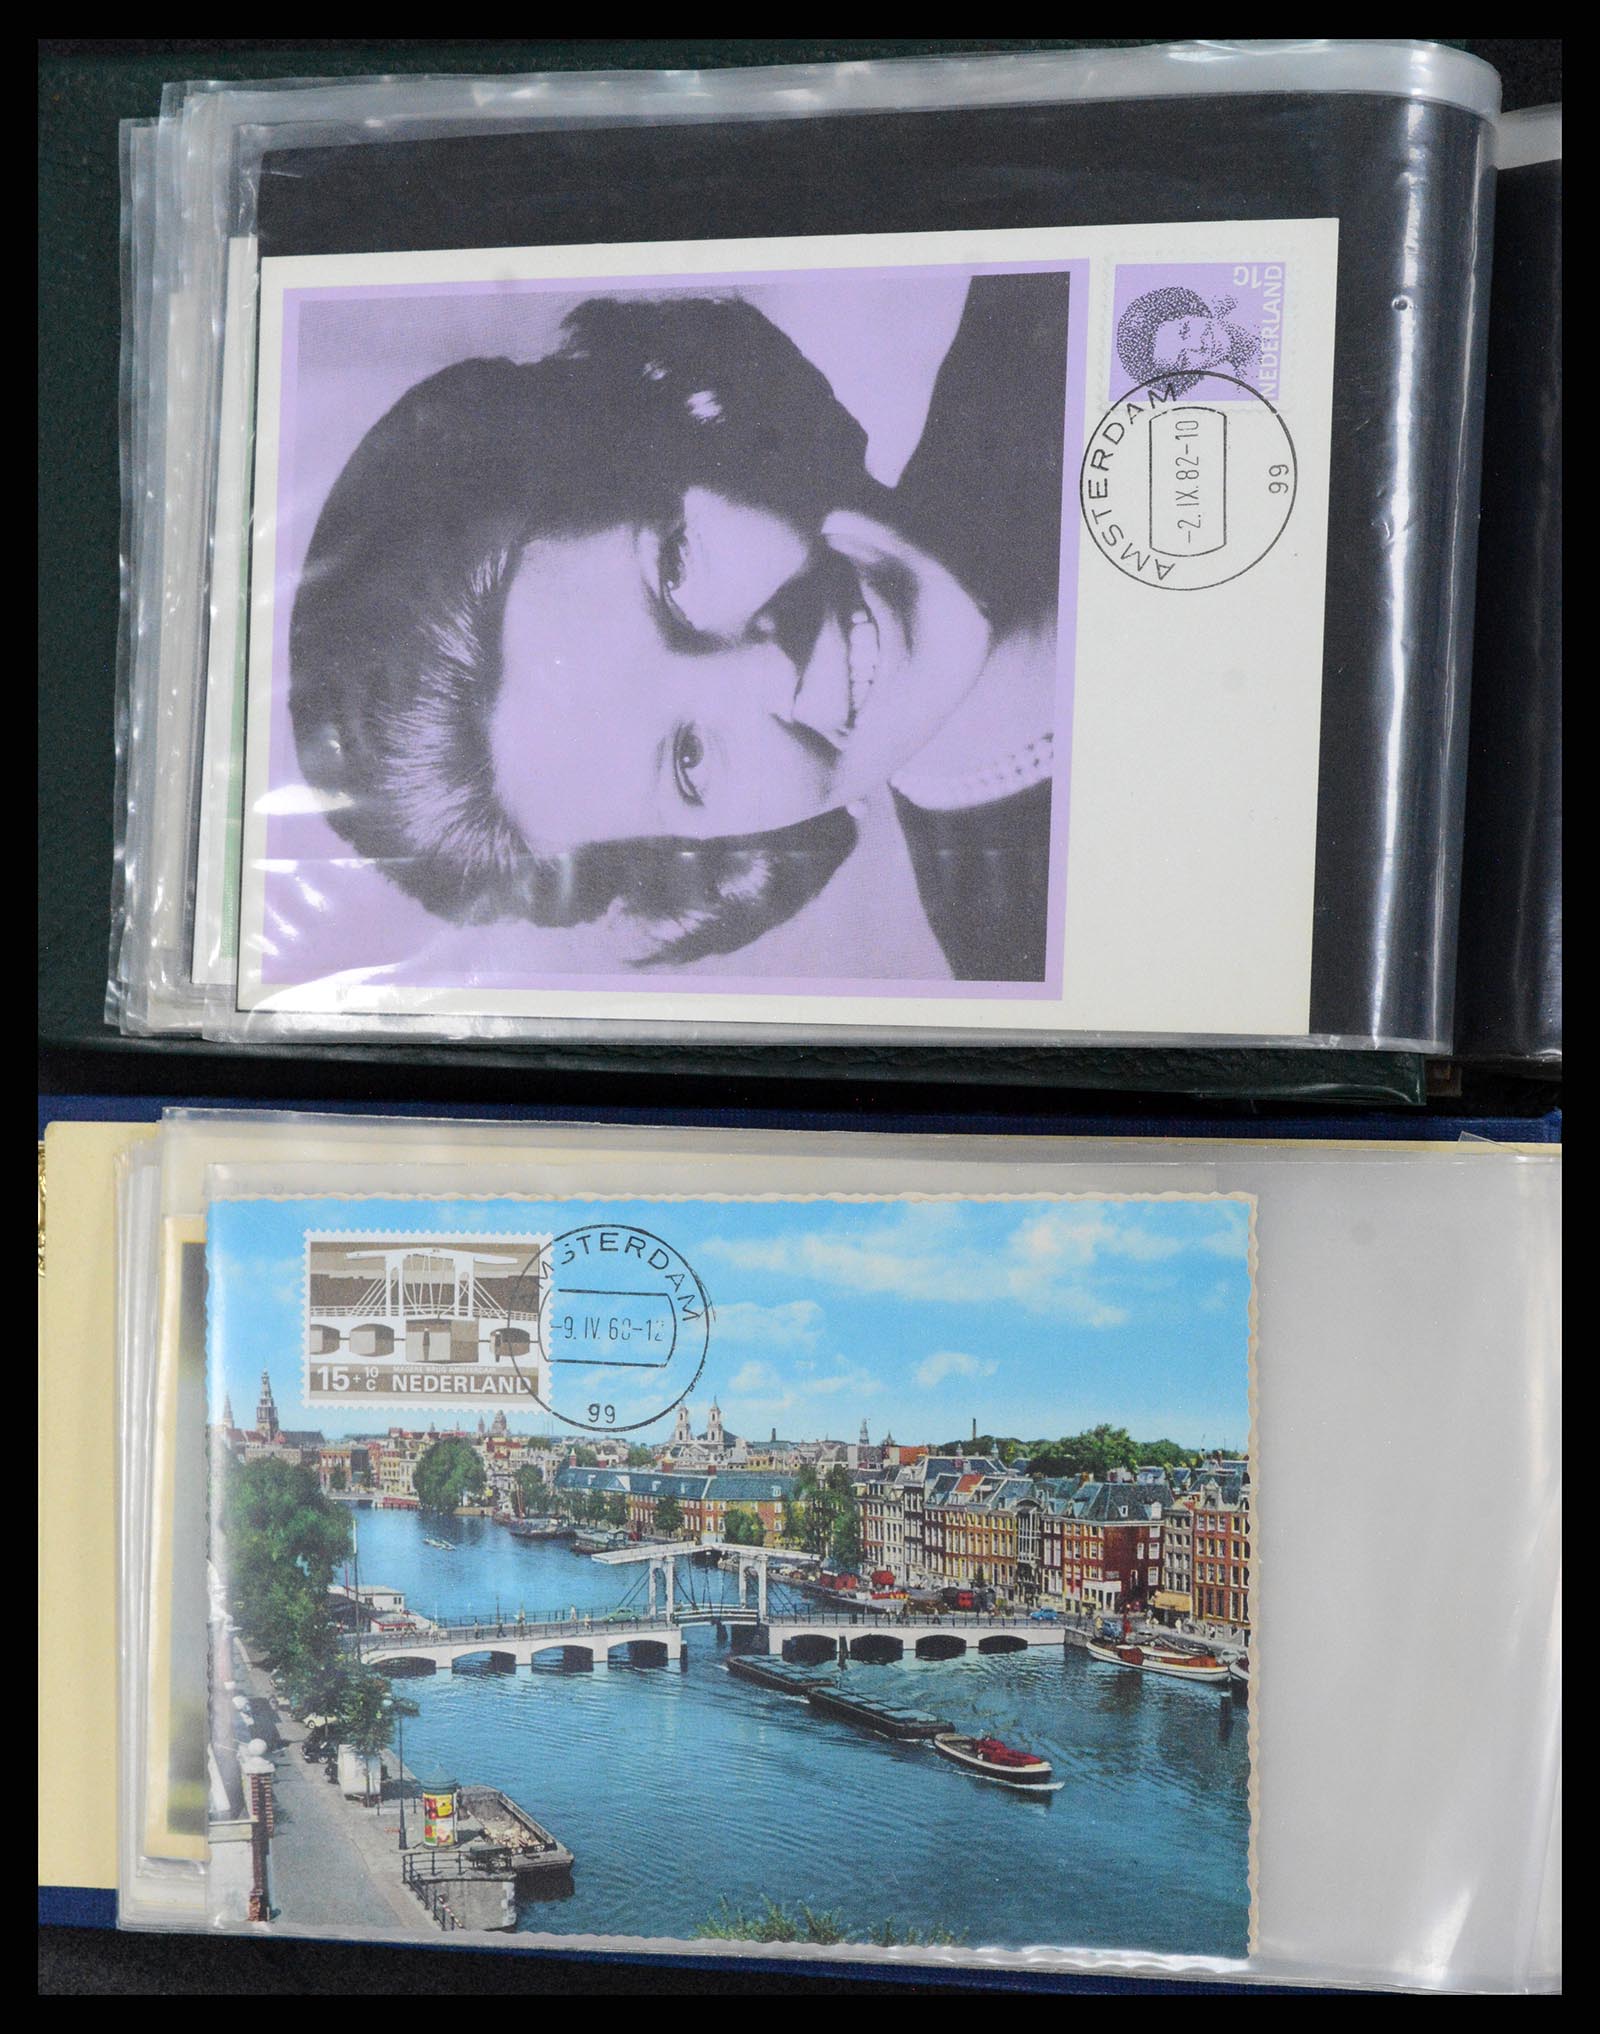 1G
NEDERLAND
AMSTERDAM
-2.IX.82-10
99
MAGERE BRUG AMSTERDAM
15+10C NEDERLAND
AMSTERDAM
-9.IV.68-12
99